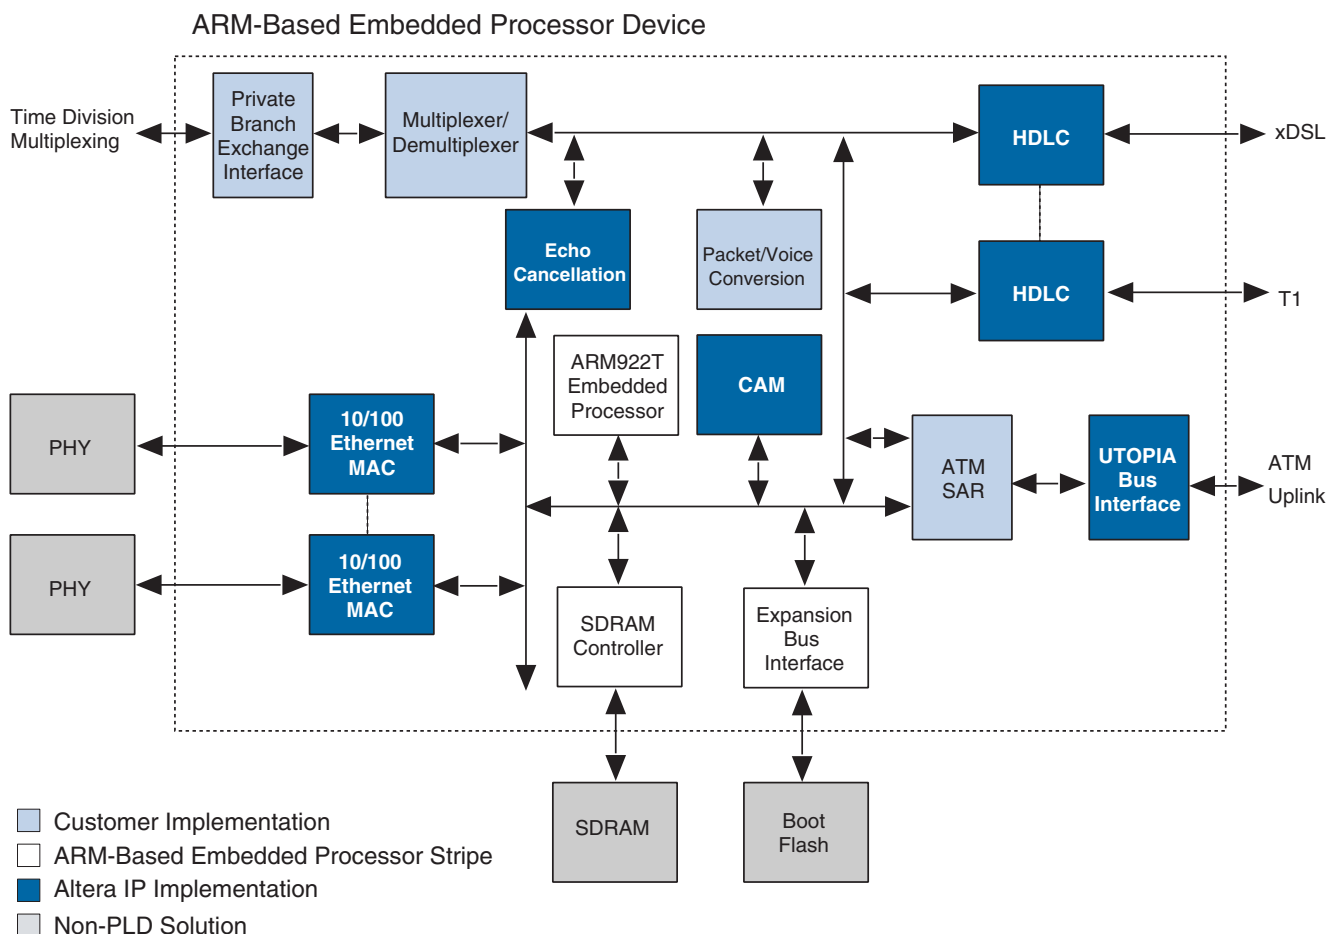 ARM-Based Embedded Processor Device
Time Division
Multiplexing
Private
Branch
Exchange
Interface
Multiplexer/
Demultiplexer
HDLC
xDSL
Echo
Cancellation
Packet/Voice
Conversion
HDLC
T1
ARM922T
Embedded
Processor
CAM
PHY
10/100
Ethernet
MAC
ATM
SAR
UTOPIA
Bus
Interface
ATM
Uplink
PHY
10/100
Ethernet
MAC
SDRAM
Controller
Expansion
Bus
Interface
SDRAM
Boot
Flash
Customer Implementation
ARM-Based Embedded Processor Stripe
Altera IP Implementation
Non-PLD Solution